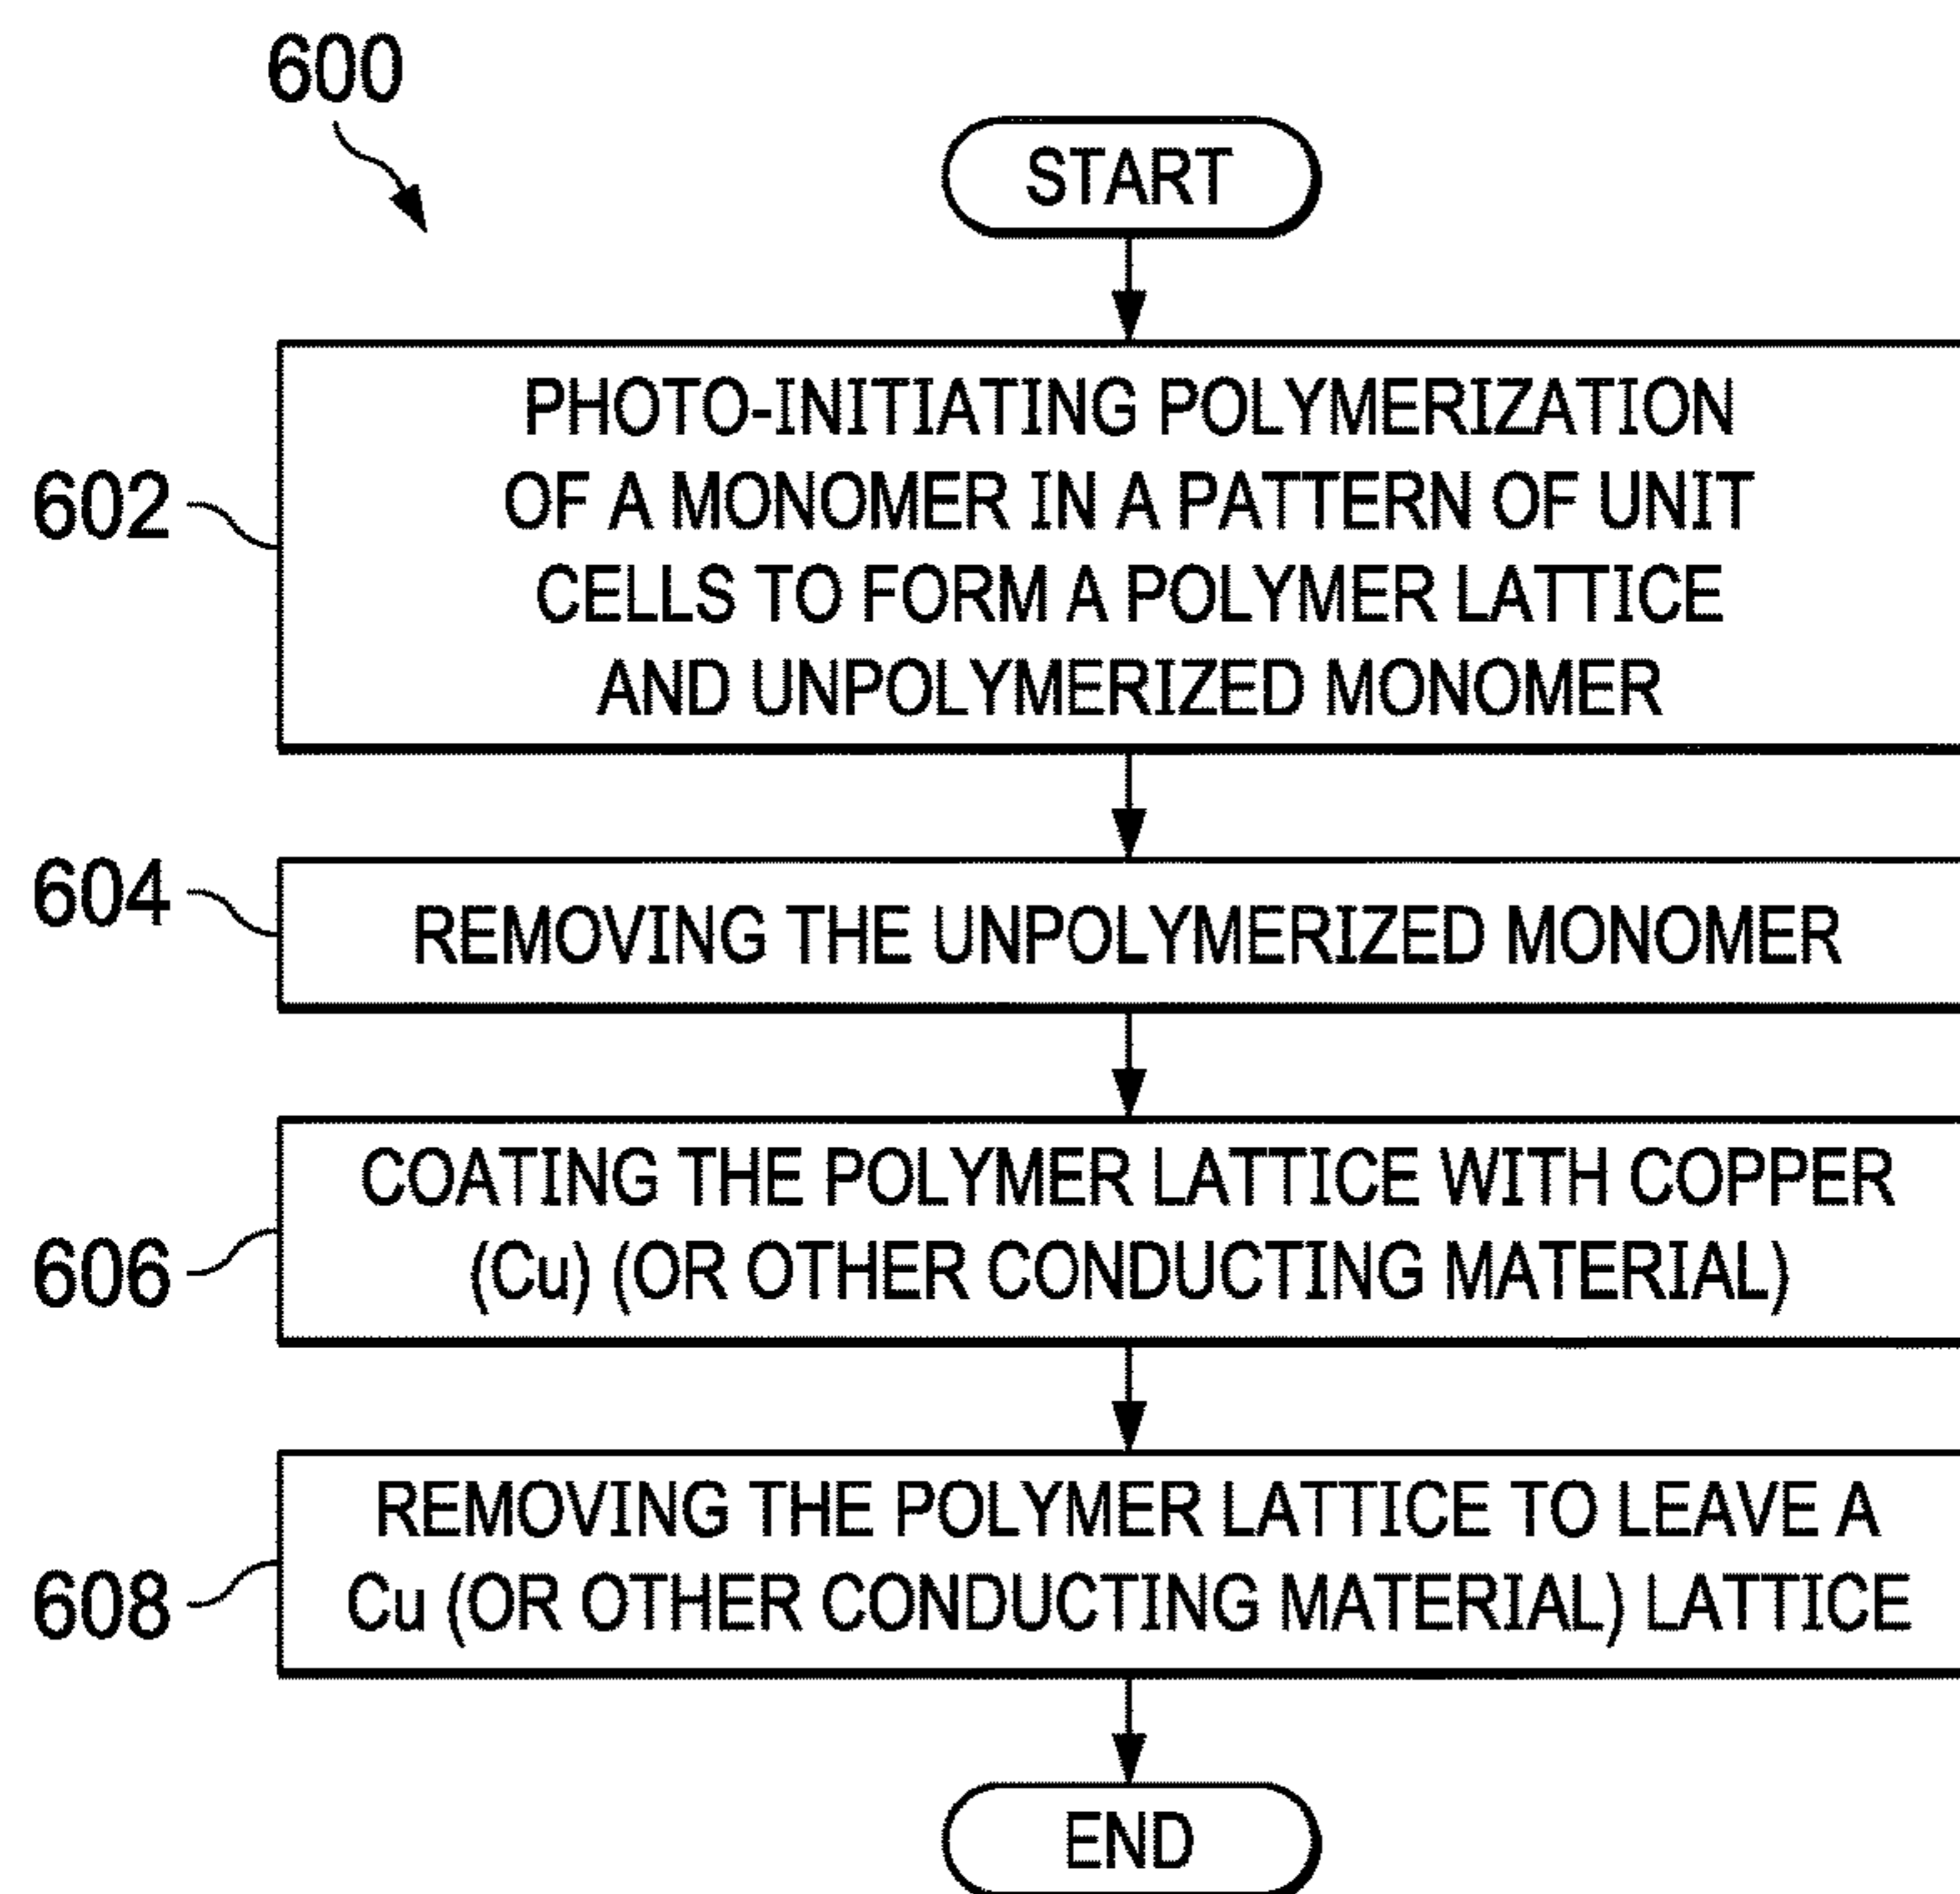 600
START
602
PHOTO-INITIATING POLYMERIZATION
OF A MONOMER IN A PATTERN OF UNIT
CELLS TO FORM A POLYMER LATTICE
AND UNPOLYMERIZED MONOMER
604
REMOVING THE UNPOLYMERIZED MONOMER
606
COATING THE POLYMER LATTICE WITH COPPER
(Cu) (OR OTHER CONDUCTING MATERIAL)
608
REMOVING THE POLYMER LATTICE TO LEAVE A
Cu (OR OTHER CONDUCTING MATERIAL) LATTICE
END